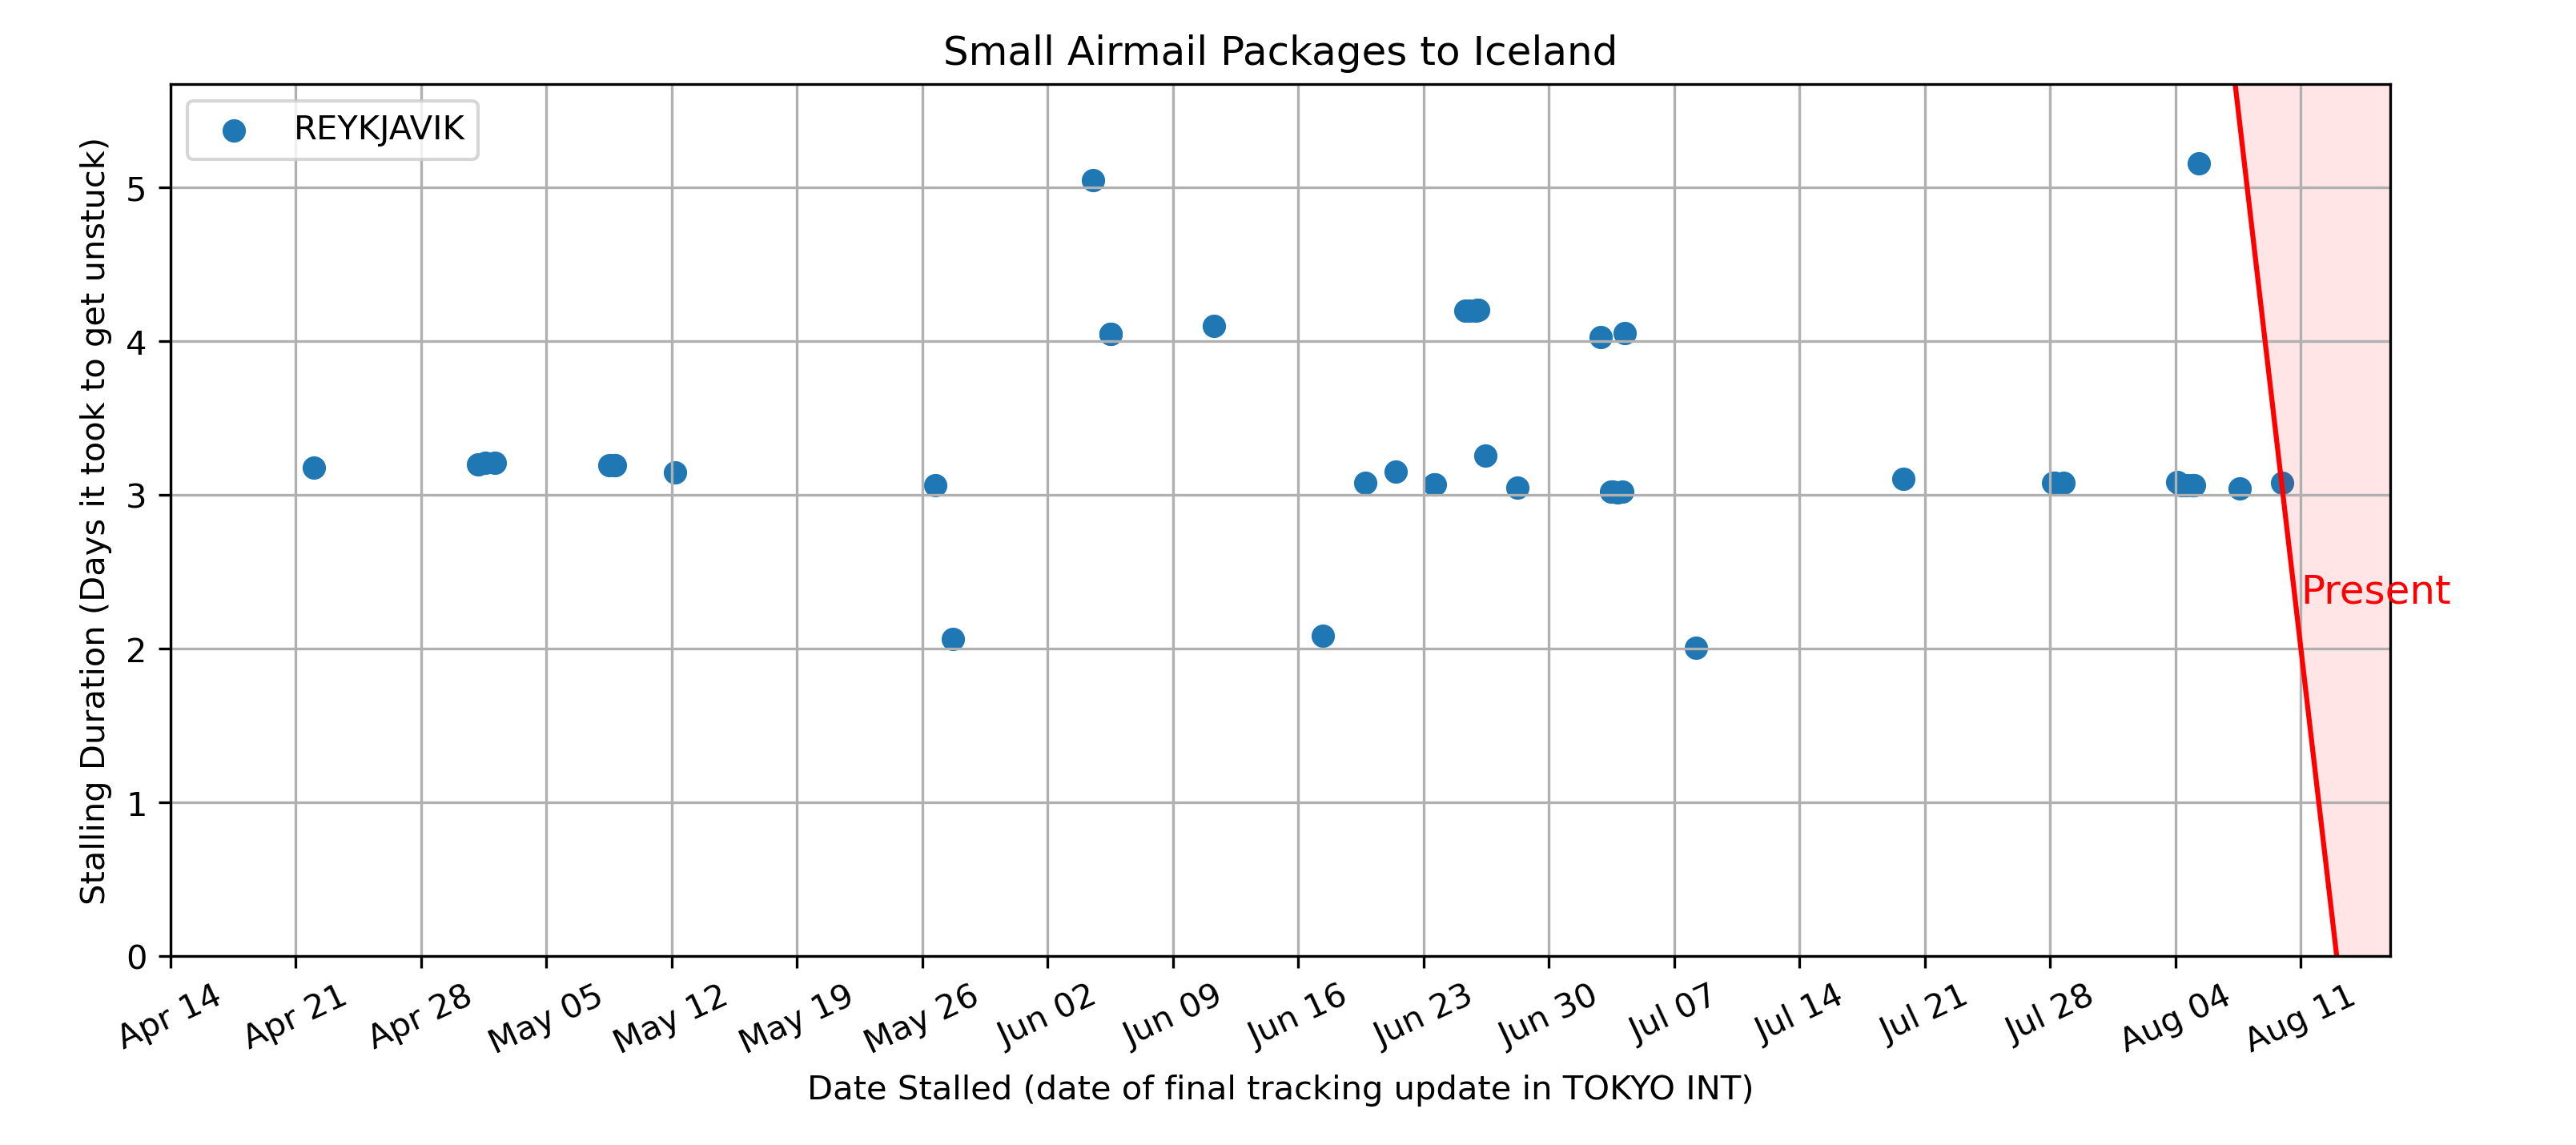 Small Airmail Packages to Iceland
REYKJAVIK
Stalling Duration (Days it took to get unstuck)
5
4
3
2
1
0
Present
Apr 14
Apr 21
Apr 28
May 05
May 12
May 19
May 26
Jun 02
Jun 09
Jun 16
Jun 23
Jun 30
Jul 07
Jul 14
Jul 21
Jul 28
Aug 04
Aug 11
Date Stalled (date of final tracking update in TOKYO INT)